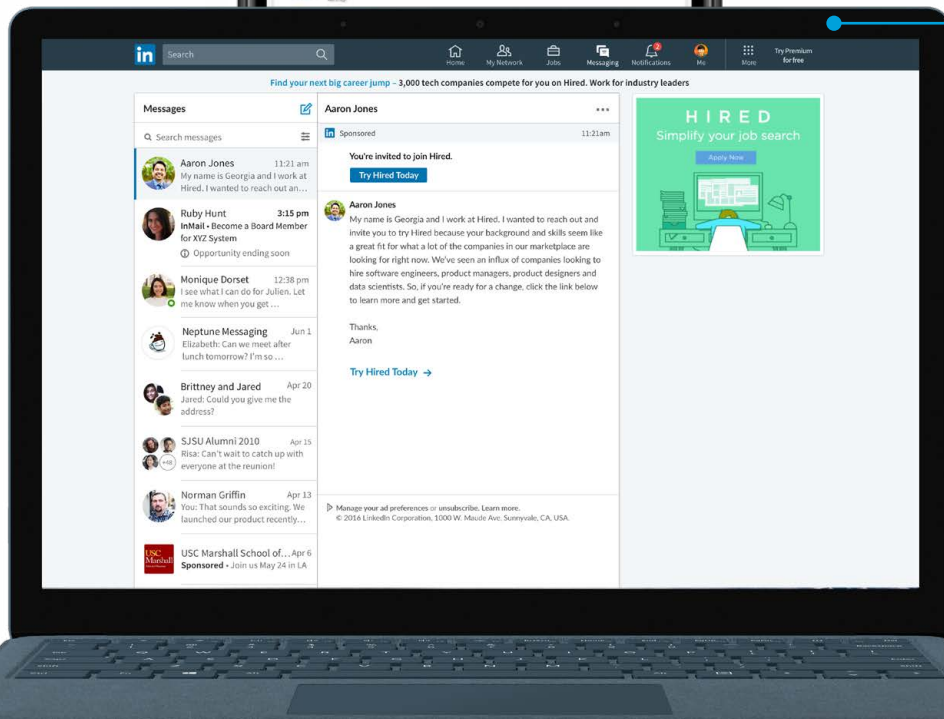 in
Search
Home
My Network
Jobs
Messaging
2
Notifications
Me
More
Try Premium
for free
Find your next big career jump – 3,000 tech companies compete for you on Hired. Work for industry leaders
Messages
Search messages
Aaron Jones 11:21 am
My name is Georgia and I work at
Hired. I wanted to reach out an...
Ruby Hunt 3:15 pm
InMail • Become a Board Member
for XYZ System
Opportunity ending soon
Monique Dorset 12:38 pm
I see what I can do for Julien. Let
me know when you get ...
Neptune Messaging Jun 1
Elizabeth: Can we meet after
lunch tomorrow? I'm so ...
Brittney and Jared Apr 20
Jared: Could you give me the
address?
SJSU Alumni 2010 Apr 15
Risa: Can't wait to catch up with
+48
everyone at the reunion!
Norman Griffin Apr 13
You: That sounds so exciting. We
launched our product recently...
USC
Marshall
USC Marshall School of... Apr 6
Sponsored • Join us May 24 in LA
Aaron Jones
in Sponsored 11:21am
You're invited to join Hired.
Try Hired Today
Aaron Jones
My name is Georgia and I work at Hired. I wanted to reach out and
invite you to try Hired because your background and skills seem like
a great fit for what a lot of the companies in our marketplace are
looking for right now. We've seen an influx of companies looking to
hire software engineers, product managers, product designers and
data scientists. So, if you're ready for a change, click the link below
to learn more and get started.
Thanks,
Aaron
Try Hired Today →
Manage your ad preferences or unsubscribe. Learn more.
© 2016 LinkedIn Corporation, 1000 W. Maude Ave. Sunnyvale, CA, USA.
HIRED
Simplify your job search
Apply Now